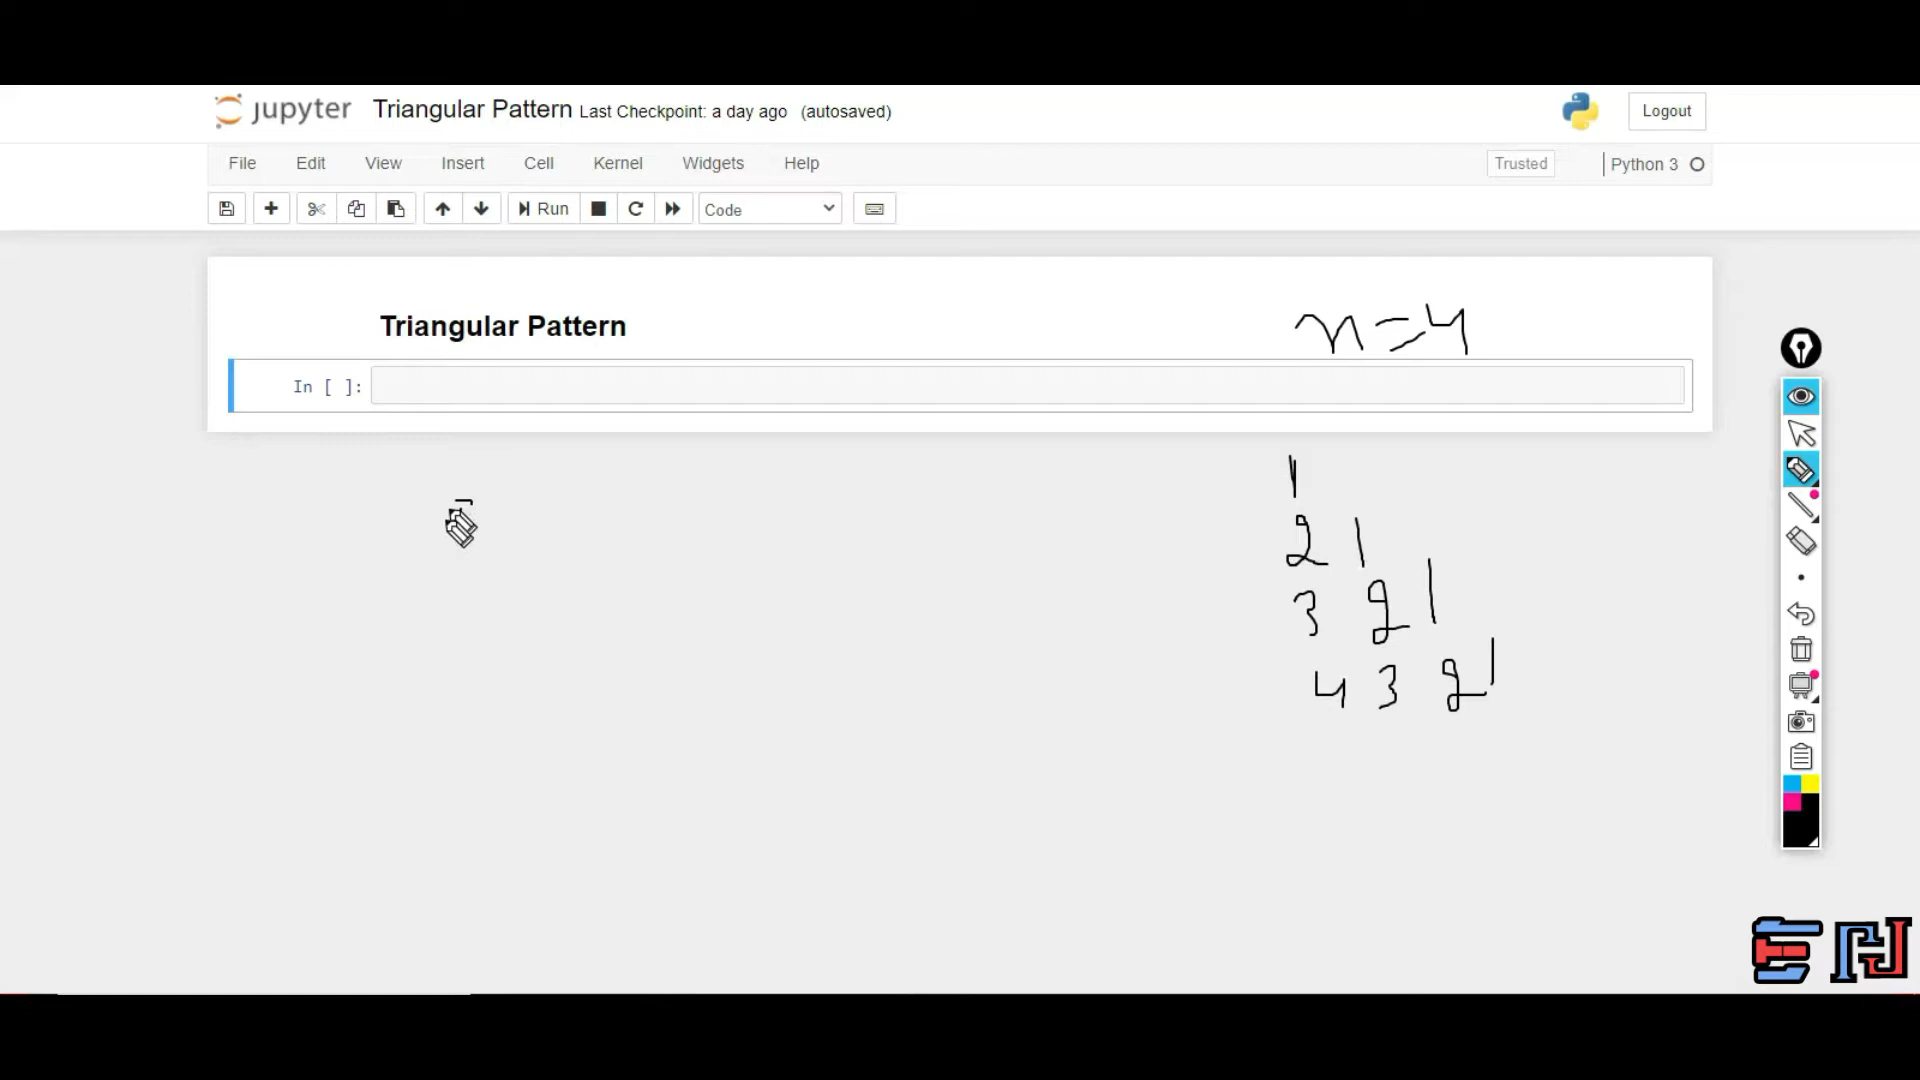 jupyter Triangular Pattern Last Checkpoint: a day ago (autosaved)
Logout
File Edit View Insert Cell Kernel Widgets Help
Trusted
Python 3
Run
Code
Triangular Pattern
n=4
In [ ]:
1
2 1
3 2 1
4 3 2 1